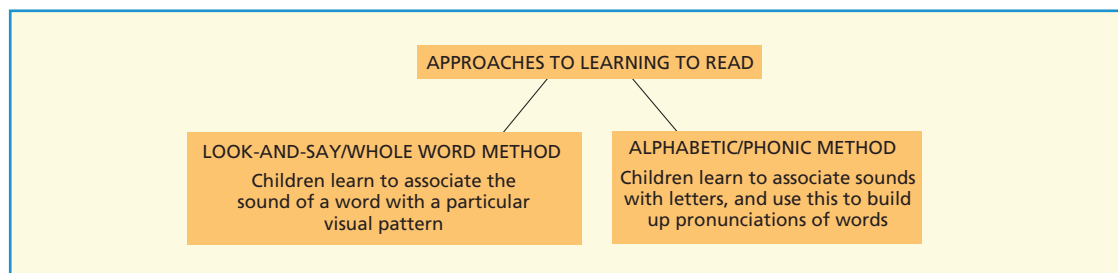 APPROACHES TO LEARNING TO READ
LOOK-AND-SAY/WHOLE WORD METHOD
Children learn to associate the
sound of a word with a particular
visual pattern
ALPHABETIC/PHONIC METHOD
Children learn to associate sounds
with letters, and use this to build
up pronunciations of words